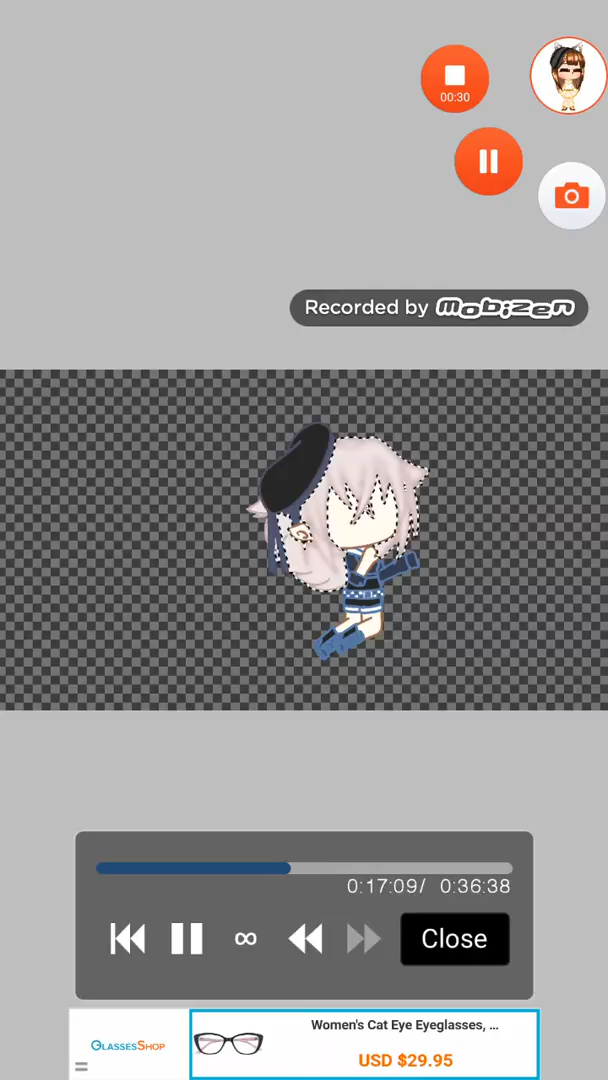 00:30
Recorded by mobizen
0:17:09/ 0:36:38
∞
Close
GLASSESSHOP
Women's Cat Eye Eyeglasses, ...
USD $29.95